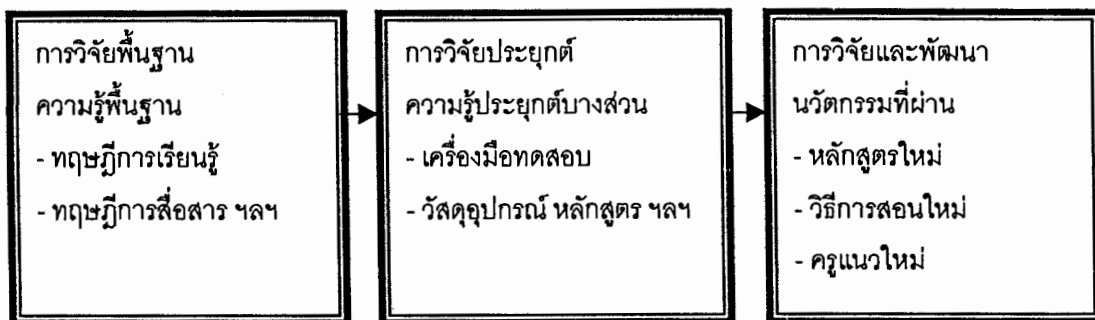 การวิจัยพื้นฐาน
ความรู้พื้นฐาน
- ทฤษฎีการเรียนรู้
- ทฤษฎีการสื่อสาร ฯลฯ
การวิจัยประยุกต์
ความรู้ประยุกต์บางส่วน
- เครื่องมือทดสอบ
- วัสดุอุปกรณ์ หลักสูตร ฯลฯ
การวิจัยและพัฒนา
นวัตกรรมที่ผ่าน
- หลักสูตรใหม่
- วิธีการสอนใหม่
- ครูแนวใหม่